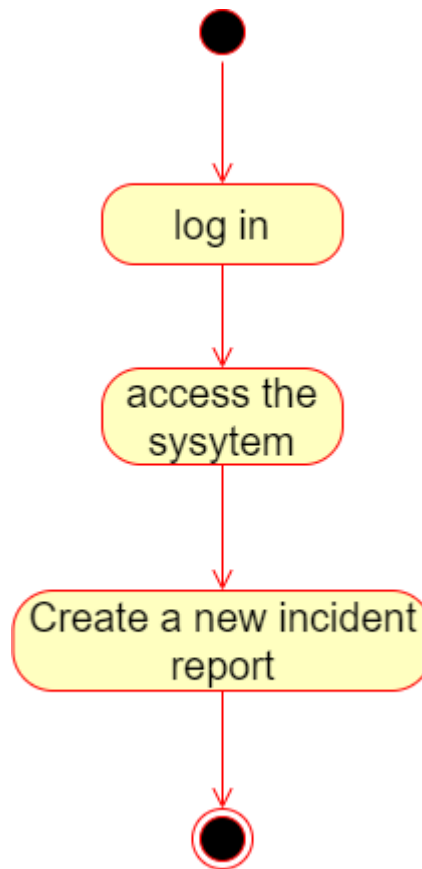 log in
access the
sysytem
Create a new incident
report